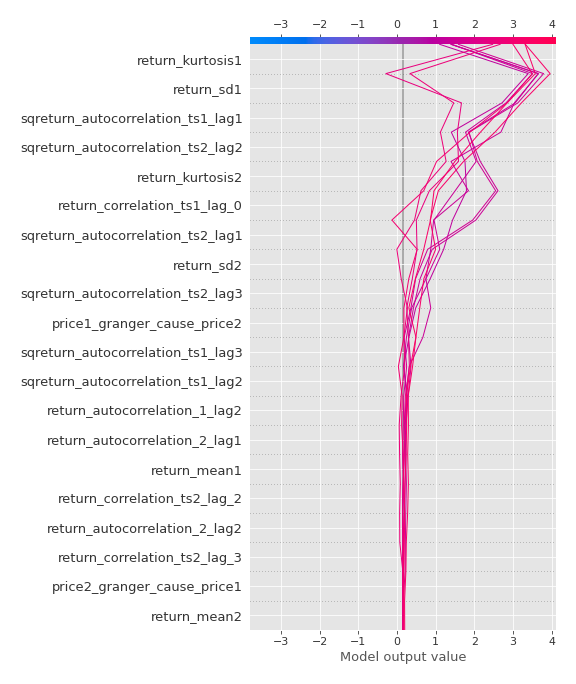 −3 −2 −1 0 1 2 3 4
return_kurtosis1
return_sd1
sqreturn_autocorrelation_ts1_lag1
sqreturn_autocorrelation_ts2_lag2
return_kurtosis2
return_correlation_ts1_lag_0
sqreturn_autocorrelation_ts2_lag1
return_sd2
sqreturn_autocorrelation_ts2_lag3
price1_granger_cause_price2
sqreturn_autocorrelation_ts1_lag3
sqreturn_autocorrelation_ts1_lag2
return_autocorrelation_1_lag2
return_autocorrelation_2_lag1
return_mean1
return_correlation_ts2_lag_2
return_autocorrelation_2_lag2
return_correlation_ts2_lag_3
price2_granger_cause_price1
return_mean2
−3 −2 −1 0 1 2 3 4
Model output value